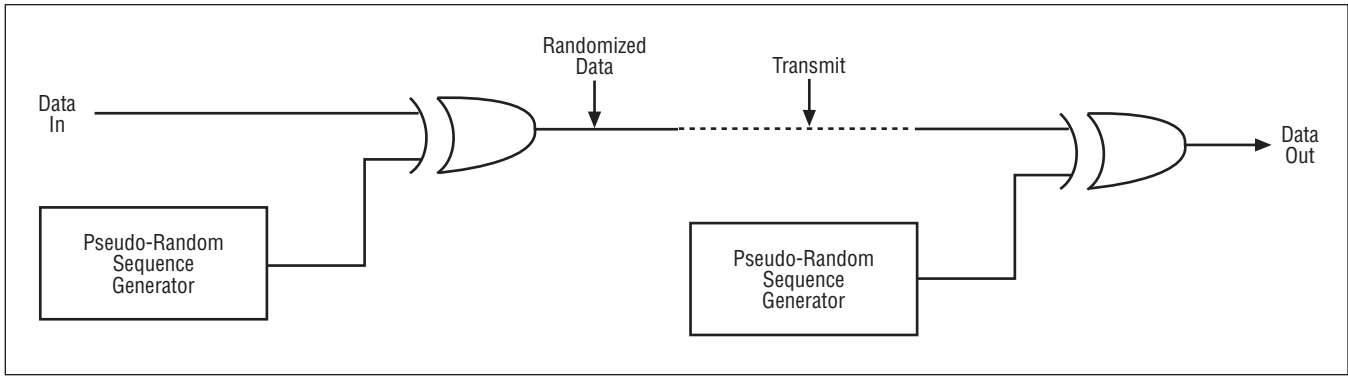 Randomized
Data
Transmit
Data
In
Data
Out
Pseudo-Random
Sequence
Generator
Pseudo-Random
Sequence
Generator